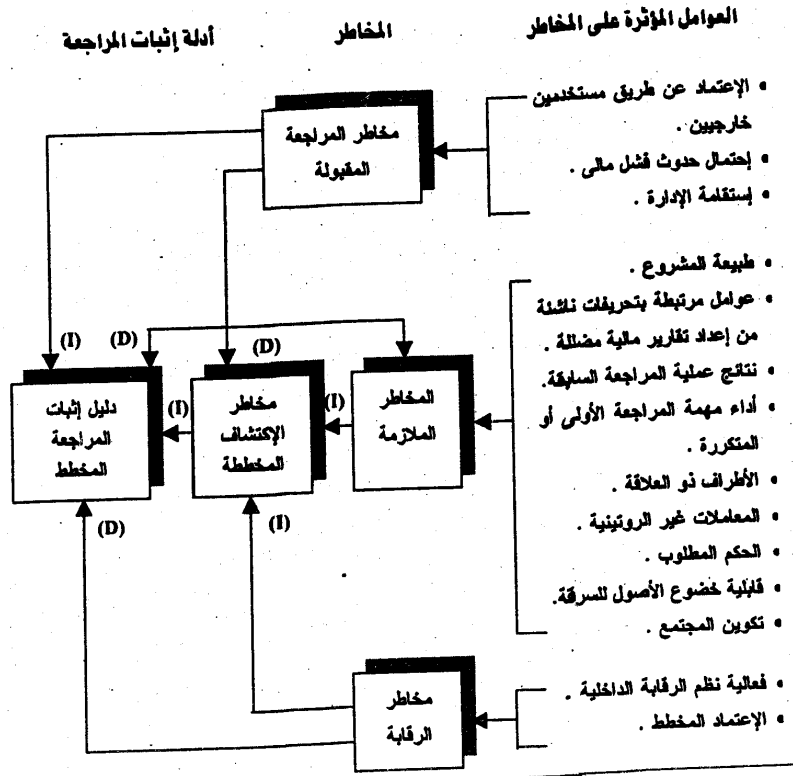 العوامل المؤثرة على المخاطر
المخاطر
أدلة إثبات المراجعة
• الإعتماد عن طريق مستخدمين
خارجيين .
• إحتمال حدوث فشل مالى .
• إستقامة الإدارة .
مخاطر المراجعة
المقبولة
• طبيعة المشروع .
• عوامل مرتبطة بتحريفات ناشئة
من إعداد تقارير مالية مضللة .
• نتائج عملية المراجعة السابقة.
• أداء مهمة المراجعة الأولى أو
المتكررة .
• الأطراف ذو العلاقة .
• المعاملات غير الروتينية .
• الحكم المطلوب .
• قابلية خضوع الأصول للسرقة.
• تكوين المجتمع .
المخاطر
الملازمة
(I)
(D)
مخاطر
الإكتشاف
المخططة
(I)
(D)
(I)
دليل إثبات
المراجعة
المخطط
(I)
(D)
• فعالية نظم الرقابة الداخلية .
• الإعتماد المخطط .
مخاطر
الرقابة